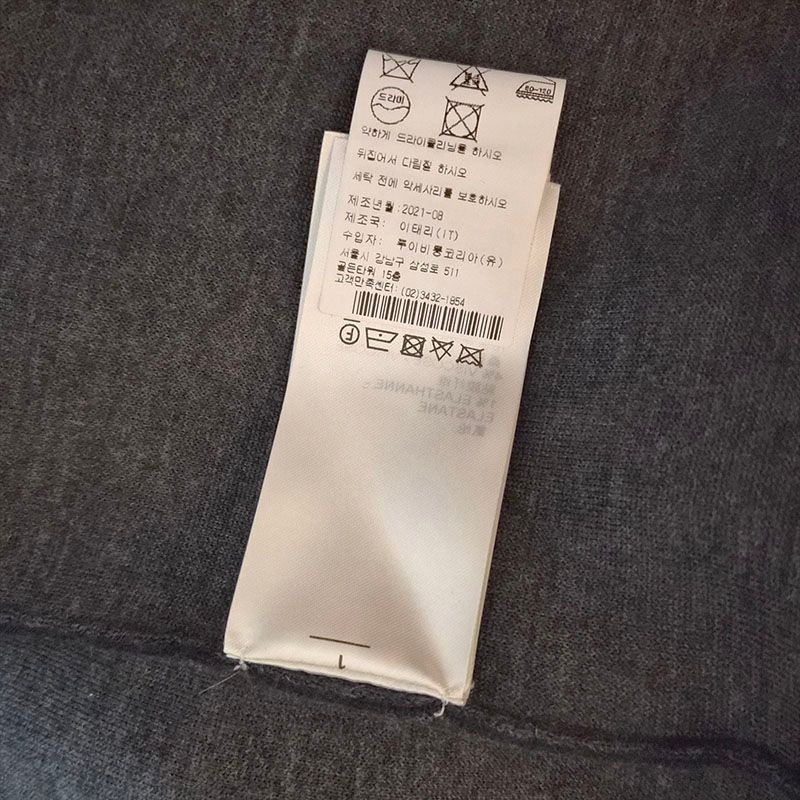 80-120
드라이
약하게 드라이클리닝을 하시오
뒤집어서 다림질 하시오
세탁 전에 악세사리를 보호하시오
제조년월:2021-08
제조국: 이태리(IT)
수입자: 루이비통코리아(유)
서울시 강남구 삼성로 511
골든타워 15층
고객만족센터:(02)3432-1854
F
1% ELASTHANNE
ELASTANE
1